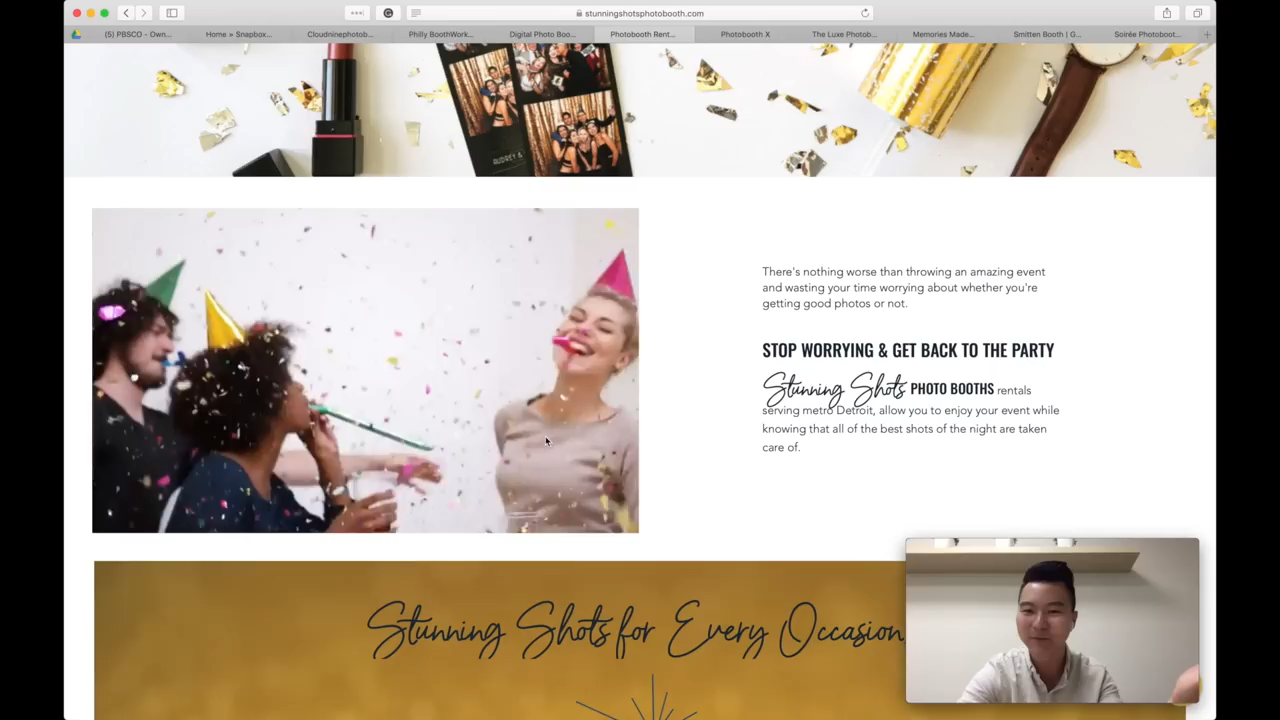 stunningshotsphotobooth.com
(5) PBSCO - Own...
Home » Snapbox...
Cloudninephotob...
Philly BoothWork...
Digital Photo Boo...
Photobooth Rent...
Photobooth X
The Luxe Photob...
Memories Made...
Smitten Booth | G...
Soirée Photoboot...
AUDREY &
There's nothing worse than throwing an amazing event
and wasting your time worrying about whether you're
getting good photos or not.
STOP WORRYING & GET BACK TO THE PARTY
Stunning Shots PHOTO BOOTHS rentals
serving metro Detroit, allow you to enjoy your event while
knowing that all of the best shots of the night are taken
care of.
Stunning Shots for Every Occasion